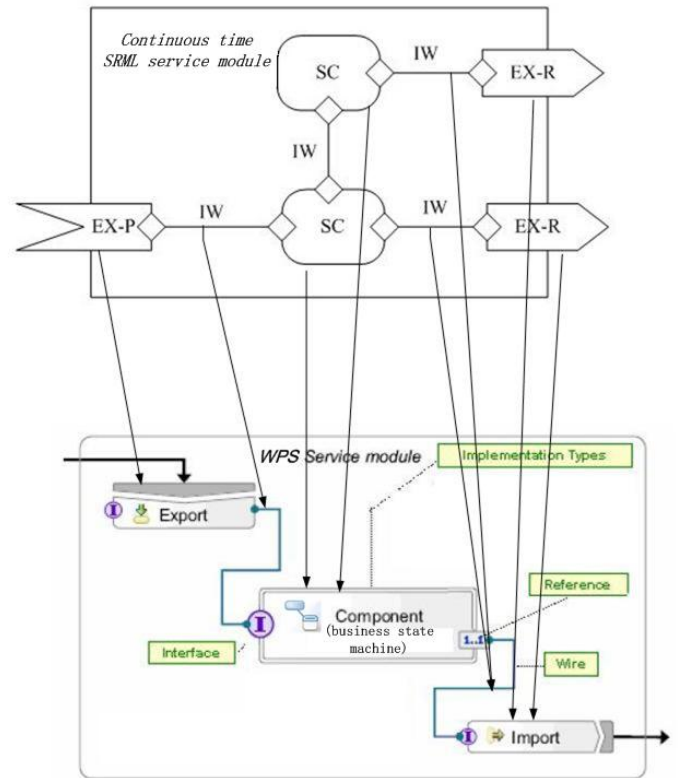 Continuous time
SRML service module
SC
IW
EX-R
IW
EX-P
IW
SC
IW
EX-R
WPS Service module
Implementation Types
I
Export
Reference
I
Component
(business state
machine)
1..1
Interface
Wire
I
Import